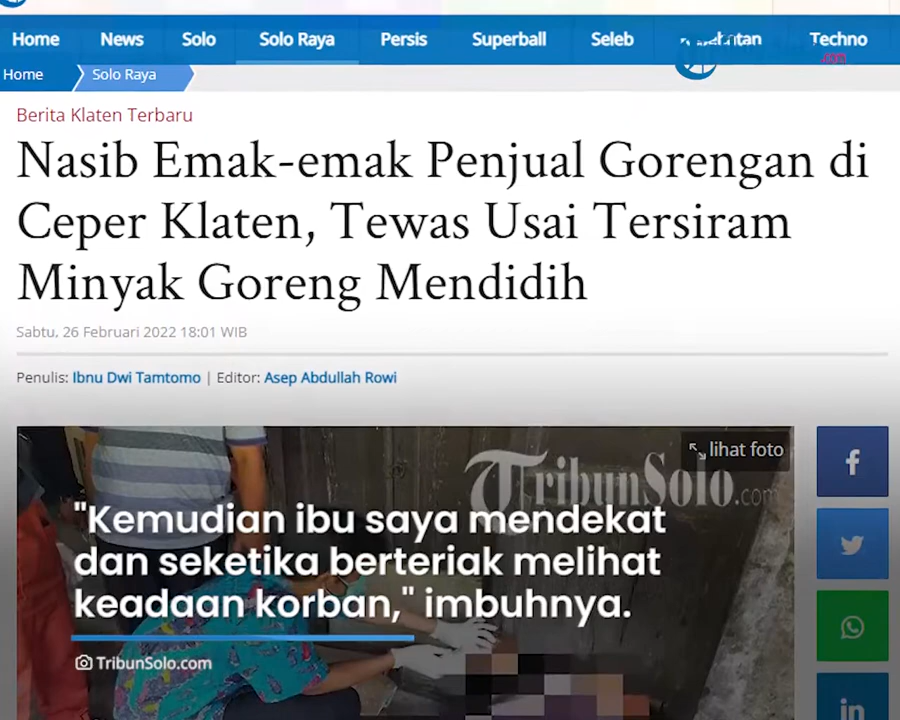 Home News Solo Solo Raya Persis Superball Seleb Techno
Home Solo Raya
Berita Klaten Terbaru
Nasib Emak-emak Penjual Gorengan di
Ceper Klaten, Tewas Usai Tersiram
Minyak Goreng Mendidih
Sabtu, 26 Februari 2022 18:01 WIB
Penulis: Ibnu Dwi Tamtomo | Editor: Asep Abdullah Rowi
lihat foto
TribunSolo.com
"Kemudian ibu saya mendekat
dan seketika berteriak melihat
keadaan korban," imbuhnya.
TribunSolo.com